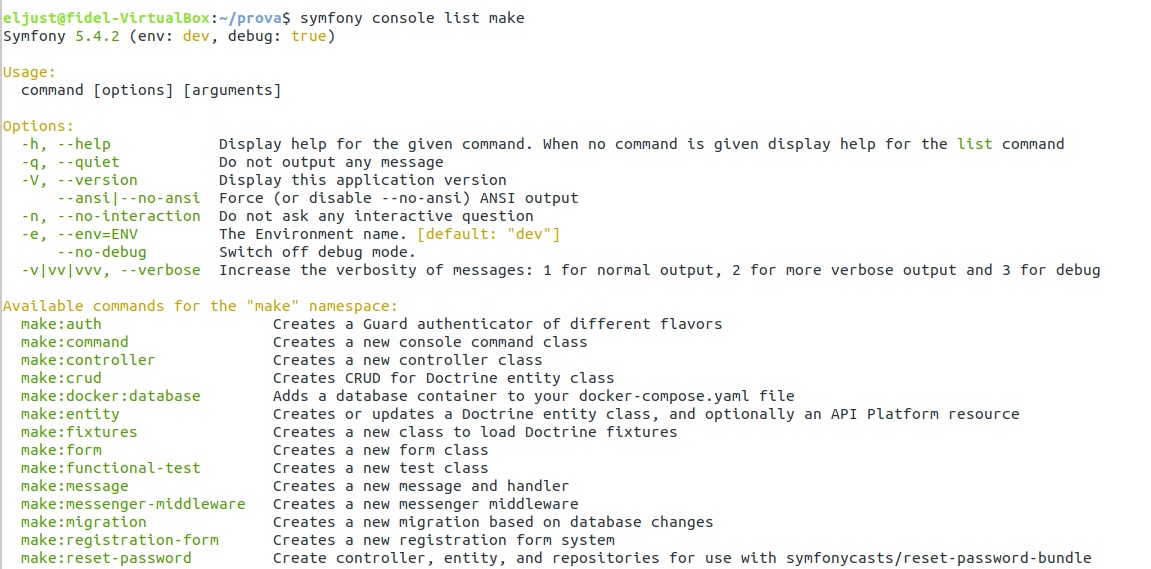 eljust@fidel-VirtualBox:~/prova$ symfony console list make
Symfony 5.4.2 (env: dev, debug: true)

Usage:
  command [options] [arguments]

Options:
  -h, --help            Display help for the given command. When no command is given display help for the list command
  -q, --quiet           Do not output any message
  -V, --version         Display this application version
      --ansi|--no-ansi  Force (or disable --no-ansi) ANSI output
  -n, --no-interaction  Do not ask any interactive question
  -e, --env=ENV         The Environment name. [default: "dev"]
      --no-debug        Switch off debug mode.
  -v|vv|vvv, --verbose  Increase the verbosity of messages: 1 for normal output, 2 for more verbose output and 3 for debug

Available commands for the "make" namespace:
  make:auth                   Creates a Guard authenticator of different flavors
  make:command                Creates a new console command class
  make:controller             Creates a new controller class
  make:crud                   Creates CRUD for Doctrine entity class
  make:docker:database        Adds a database container to your docker-compose.yaml file
  make:entity                 Creates or updates a Doctrine entity class, and optionally an API Platform resource
  make:fixtures               Creates a new class to load Doctrine fixtures
  make:form                   Creates a new form class
  make:functional-test        Creates a new test class
  make:message                Creates a new message and handler
  make:messenger-middleware   Creates a new messenger middleware
  make:migration              Creates a new migration based on database changes
  make:registration-form      Creates a new registration form system
  make:reset-password         Create controller, entity, and repositories for use with symfonycasts/reset-password-bundle